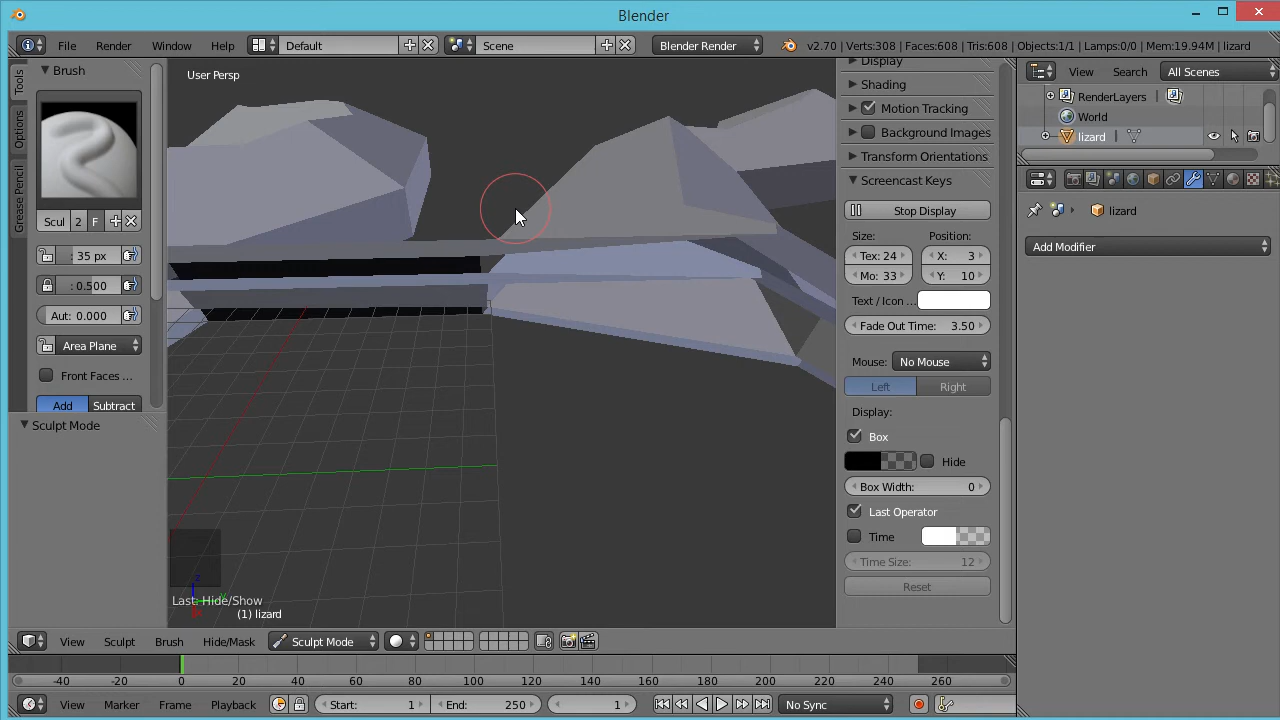 Blender
File Render Window Help Default Scene Blender Render v2.70 | Verts:308 | Faces:608 | Tris:608 | Objects:1/1 | Lamps:0/0 | Mem:19.94M | lizard
Tools
Options
Grease Pencil
Brush
Scul 2 F
: 35 px
: 0.500
Aut: 0.000
Area Plane
Front Faces ...
Add Subtract
Sculpt Mode
User Persp
Last: Hide/Show
(1) lizard
z
View Sculpt Brush Hide/Mask Sculpt Mode
Display
Shading
Motion Tracking
Background Images
Transform Orientations
Screencast Keys
Stop Display
Size: Position:
Tex: 24 X: 3
Mo: 33 Y: 10
Text / Icon ...
Fade Out Time: 3.50
Mouse: No Mouse
Left Right
Display:
Box
Hide
Box Width: 0
Last Operator
Time
Time Size: 12
Reset
View Search All Scenes
RenderLayers
World
lizard
lizard
Add Modifier
-40 -20 0 20 40 60 80 100 120 140 160 180 200 220 240 260
View Marker Frame Playback Start: 1 End: 250 1 No Sync